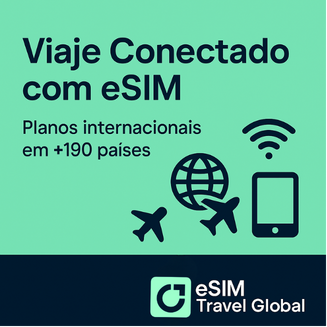 Viaje Conectado
com eSIM
Planos internacionais
em +190 países
eSIM
Travel Global